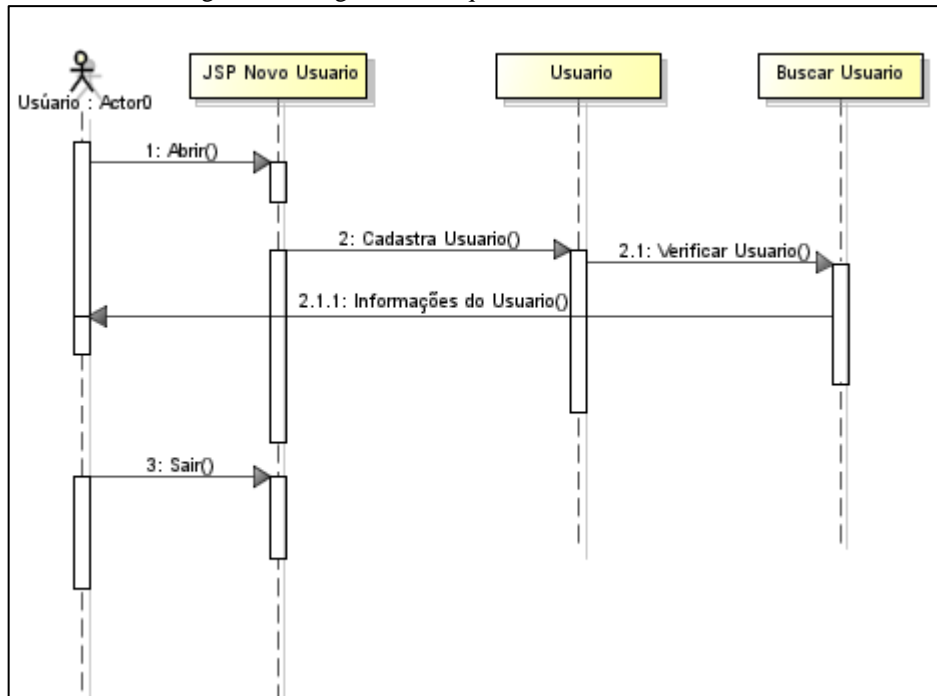 JSP Novo Usuario
Usuario
Buscar Usuario
Usúario : Actor0
1: Abrir()
2: Cadastra Usuario()
2.1: Verificar Usuario()
2.1.1: Informações do Usuario()
3: Sair()